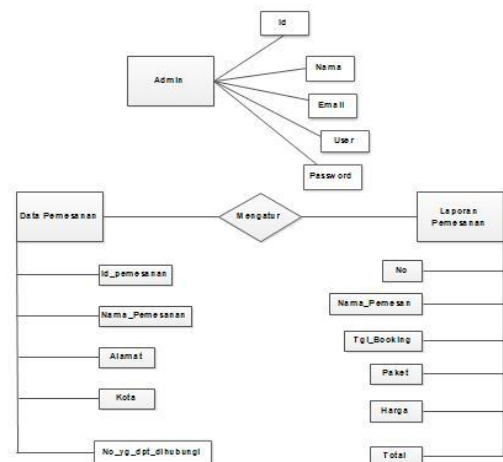 Id
Admin
Nama
Email
User
Password
Data Pemesanan
Mengatur
Laporan
Pemesanan
Id_pemesanan
Nama_Pemesanan
Alamat
Kota
No_yg_dpt_dihubungi
No
Nama_Pemesan
Tgl_Booking
Paket
Harga
Total